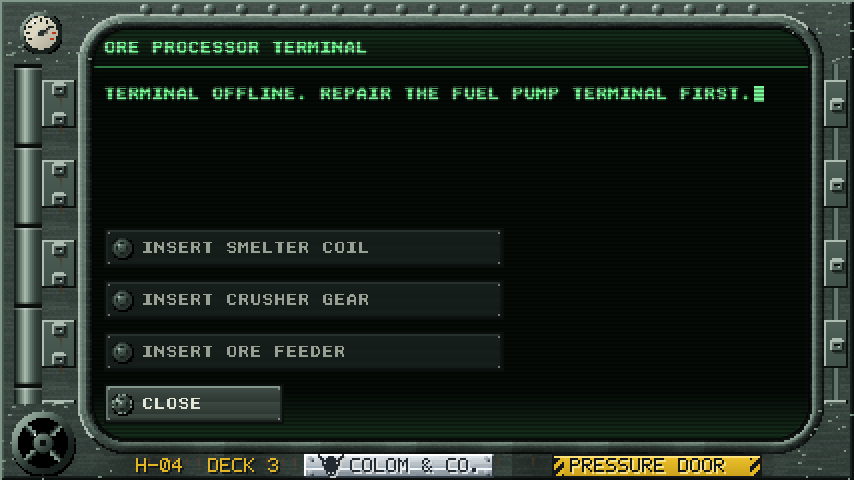 ORE PROCESSOR TERMINAL
TERMINAL OFFLINE. REPAIR THE FUEL PUMP TERMINAL FIRST.
INSERT SMELTER COIL
INSERT CRUSHER GEAR
INSERT ORE FEEDER
CLOSE
H-04 DECK 3 COLOM & CO. PRESSURE DOOR